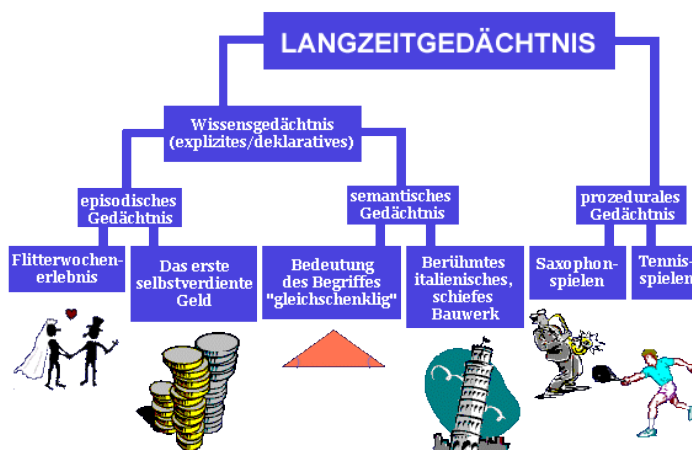 LANGZEITGEDÄCHTNIS
Wissensgedächtnis
(explizites/deklaratives)
episodisches
Gedächtnis
semantisches
Gedächtnis
prozedurales
Gedächtnis
Flitterwochen-
erlebnis
Das erste
selbstverdiente
Geld
Bedeutung
des Begriffes
"gleichschenklig"
Berühmtes
italienisches,
schiefes
Bauwerk
Saxophon-
spielen
Tennis-
spielen